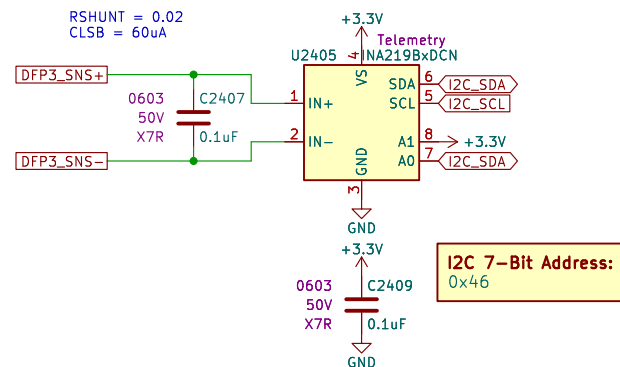 RSHUNT = 0.02
CLSB = 60uA
+3.3V
Telemetry
U2405
INA219BxDCN
4
VS
DFP3_SNS+
SDA
6
I2C_SDA
0603
C2407
1
IN+
SCL
5
I2C_SCL
50V
X7R
0.1uF
2
IN-
A1
8
+3.3V
DFP3_SNS-
GND
A0
7
I2C_SDA
3
GND
+3.3V
I2C 7-Bit Address:
0x46
0603
C2409
50V
X7R
0.1uF
GND